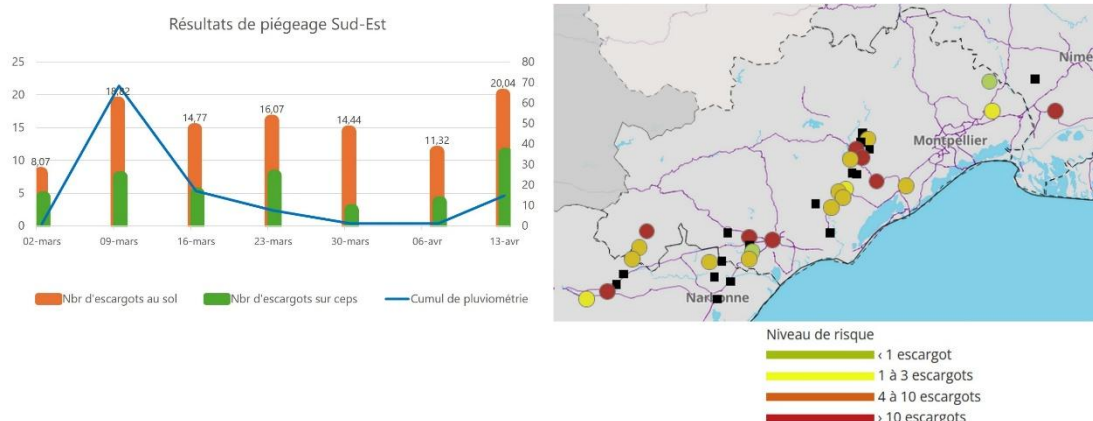 Résultats de piégeage Sud-Est
25
20
15
10
5
0
80
70
60
50
40
30
20
10
0
8,07
18,82
14,77
16,07
14,44
11,32
20,04
02-mars
09-mars
16-mars
23-mars
30-mars
06-avr
13-avr
Nbr d'escargots au sol
Nbr d'escargots sur ceps
Cumul de pluviométrie
Nime
Montpellier
Narbonne
Niveau de risque
< 1 escargot
1 à 3 escargots
4 à 10 escargots
> 10 escargots